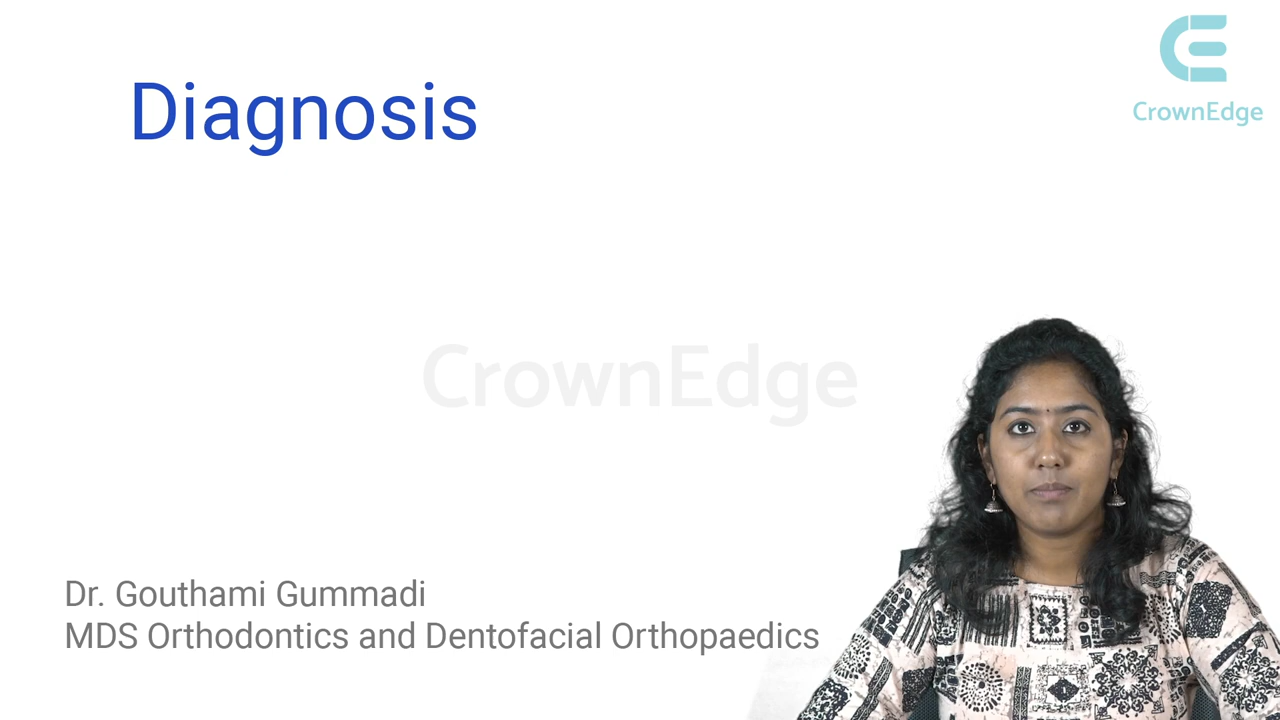 Diagnosis
CrownEdge
CrownEdge
Dr. Gouthami Gummadi
MDS Orthodontics and Dentofacial Orthopaedics